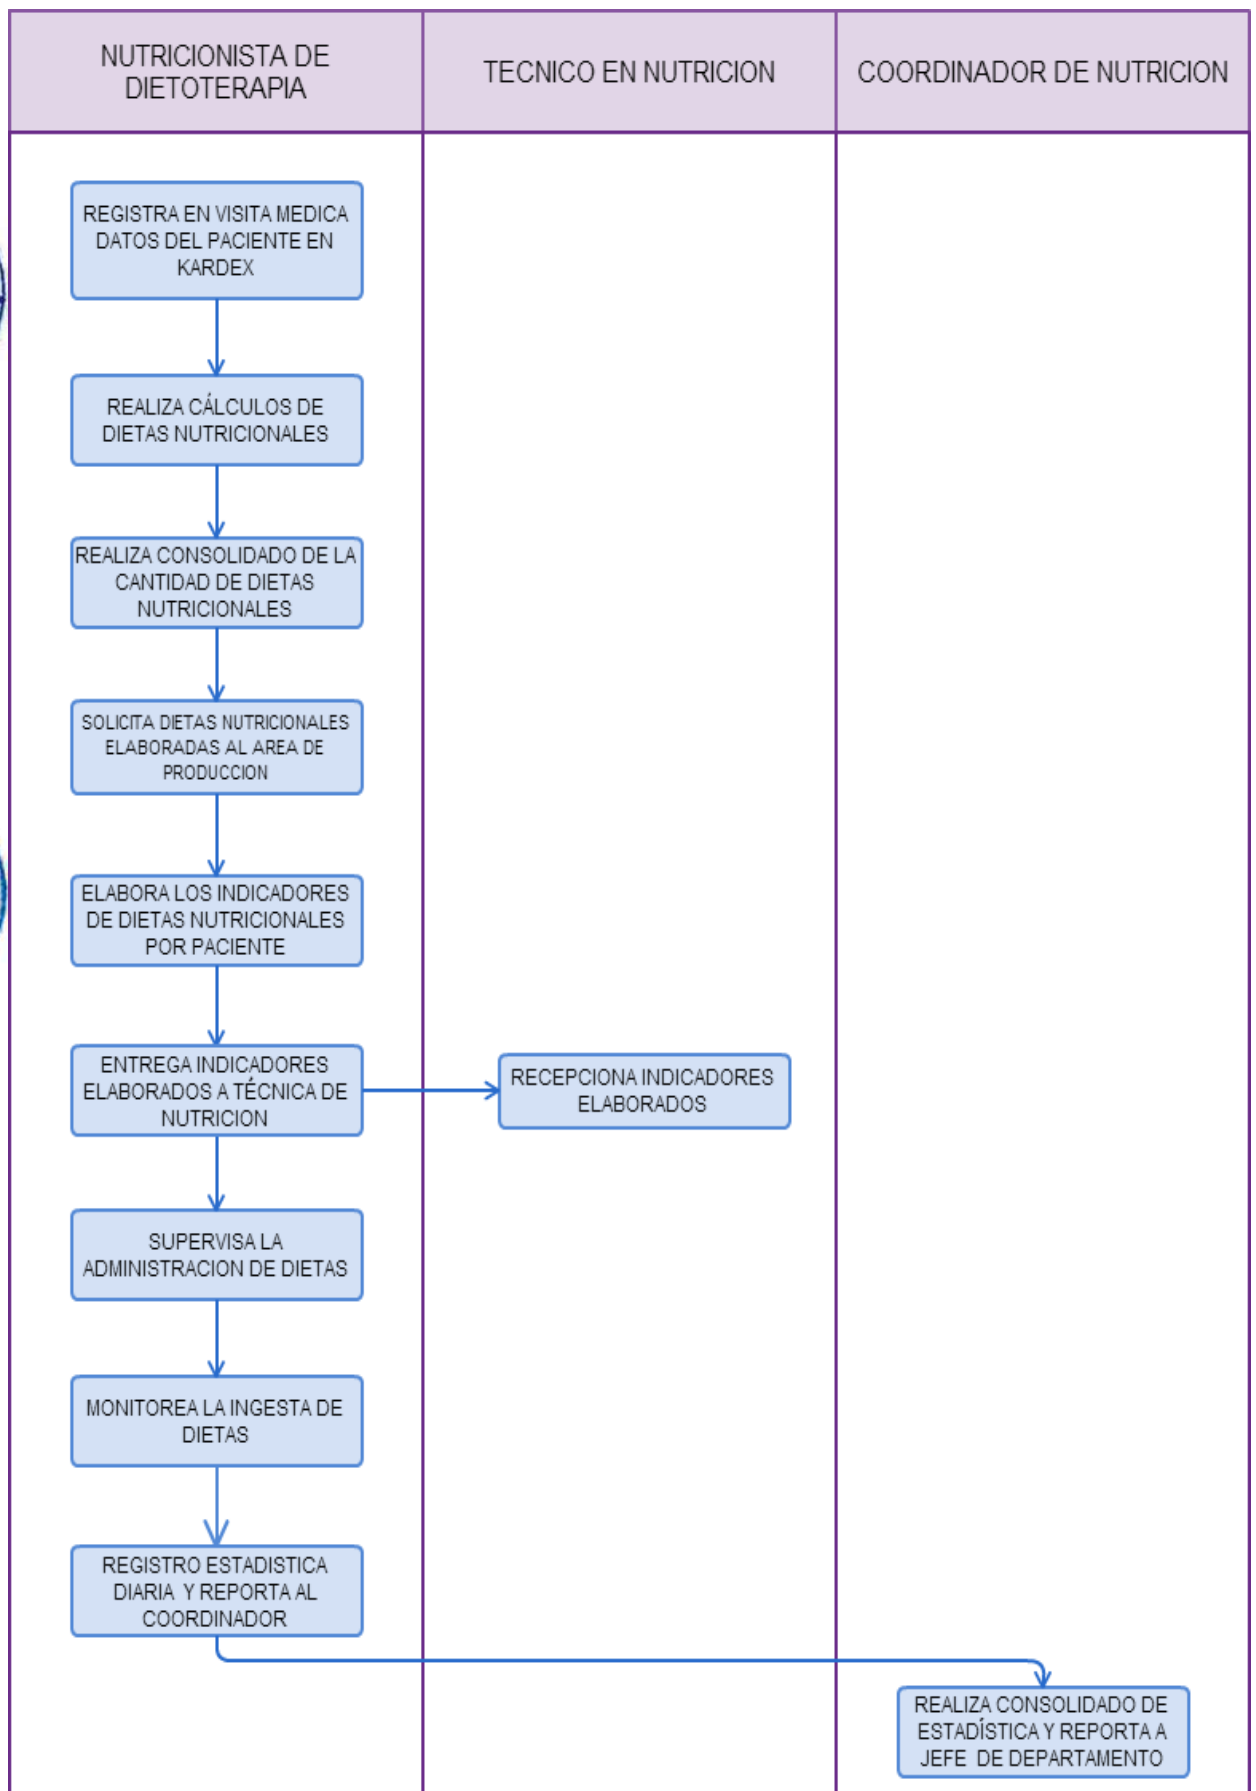 NUTRICIONISTA DE
DIETOTERAPIA
TECNICO EN NUTRICION
COORDINADOR DE NUTRICION
REGISTRA EN VISITA MEDICA
DATOS DEL PACIENTE EN
KARDEX
REALIZA CÁLCULOS DE
DIETAS NUTRICIONALES
REALIZA CONSOLIDADO DE LA
CANTIDAD DE DIETAS
NUTRICIONALES
SOLICITA DIETAS NUTRICIONALES
ELABORADAS AL AREA DE
PRODUCCION
ELABORA LOS INDICADORES
DE DIETAS NUTRICIONALES
POR PACIENTE
ENTREGA INDICADORES
ELABORADOS A TÉCNICA DE
NUTRICION
RECEPCIONA INDICADORES
ELABORADOS
SUPERVISA LA
ADMINISTRACION DE DIETAS
MONITOREA LA INGESTA DE
DIETAS
REGISTRO ESTADISTICA
DIARIA Y REPORTA AL
COORDINADOR
REALIZA CONSOLIDADO DE
ESTADÍSTICA Y REPORTA A
JEFE DE DEPARTAMENTO